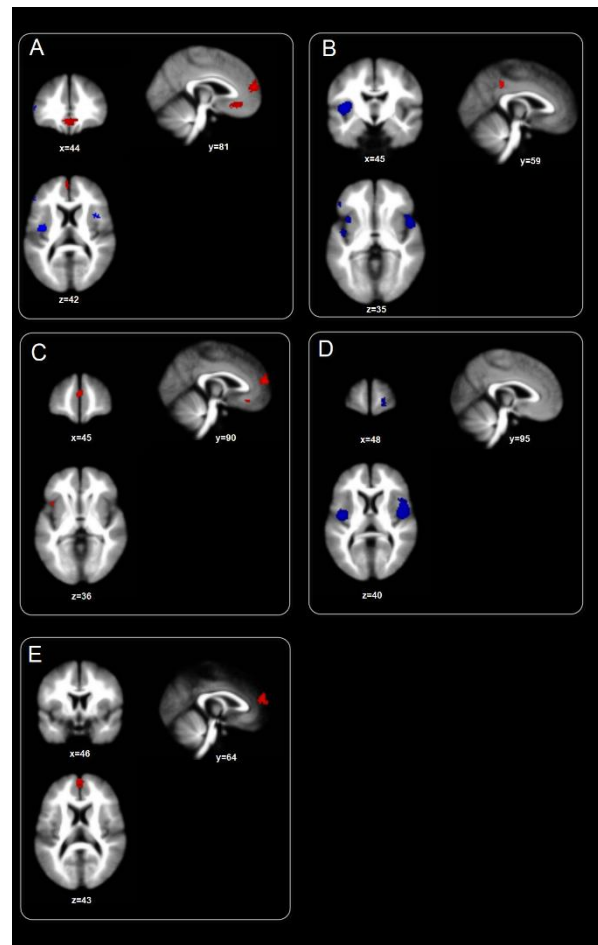 A
x=44
y=81
z=42
B
x=45
y=59
z=35
C
x=45
y=90
z=36
D
x=48
y=95
z=40
E
x=46
y=64
z=43